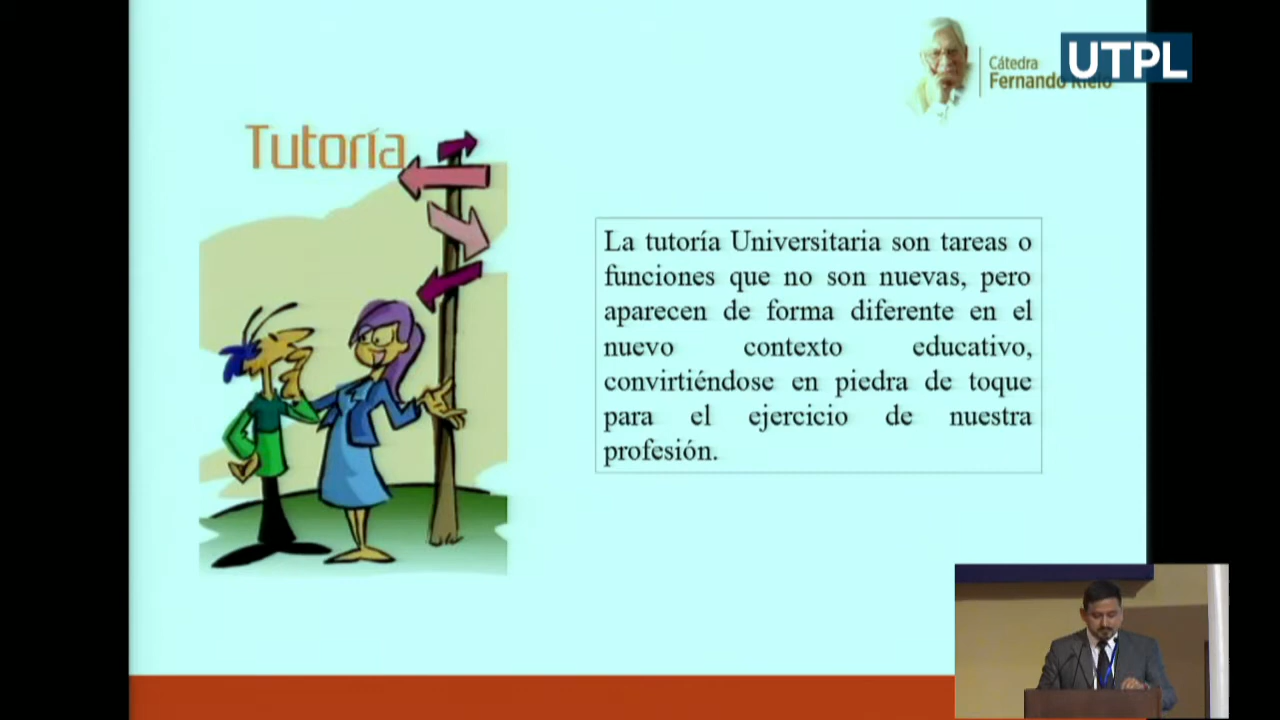 UTPL
Cátedra
Fernando Rielo
Tutoría
La tutoría Universitaria son tareas o
funciones que no son nuevas, pero
aparecen de forma diferente en el
nuevo contexto educativo,
convirtiéndose en piedra de toque
para el ejercicio de nuestra
profesión.